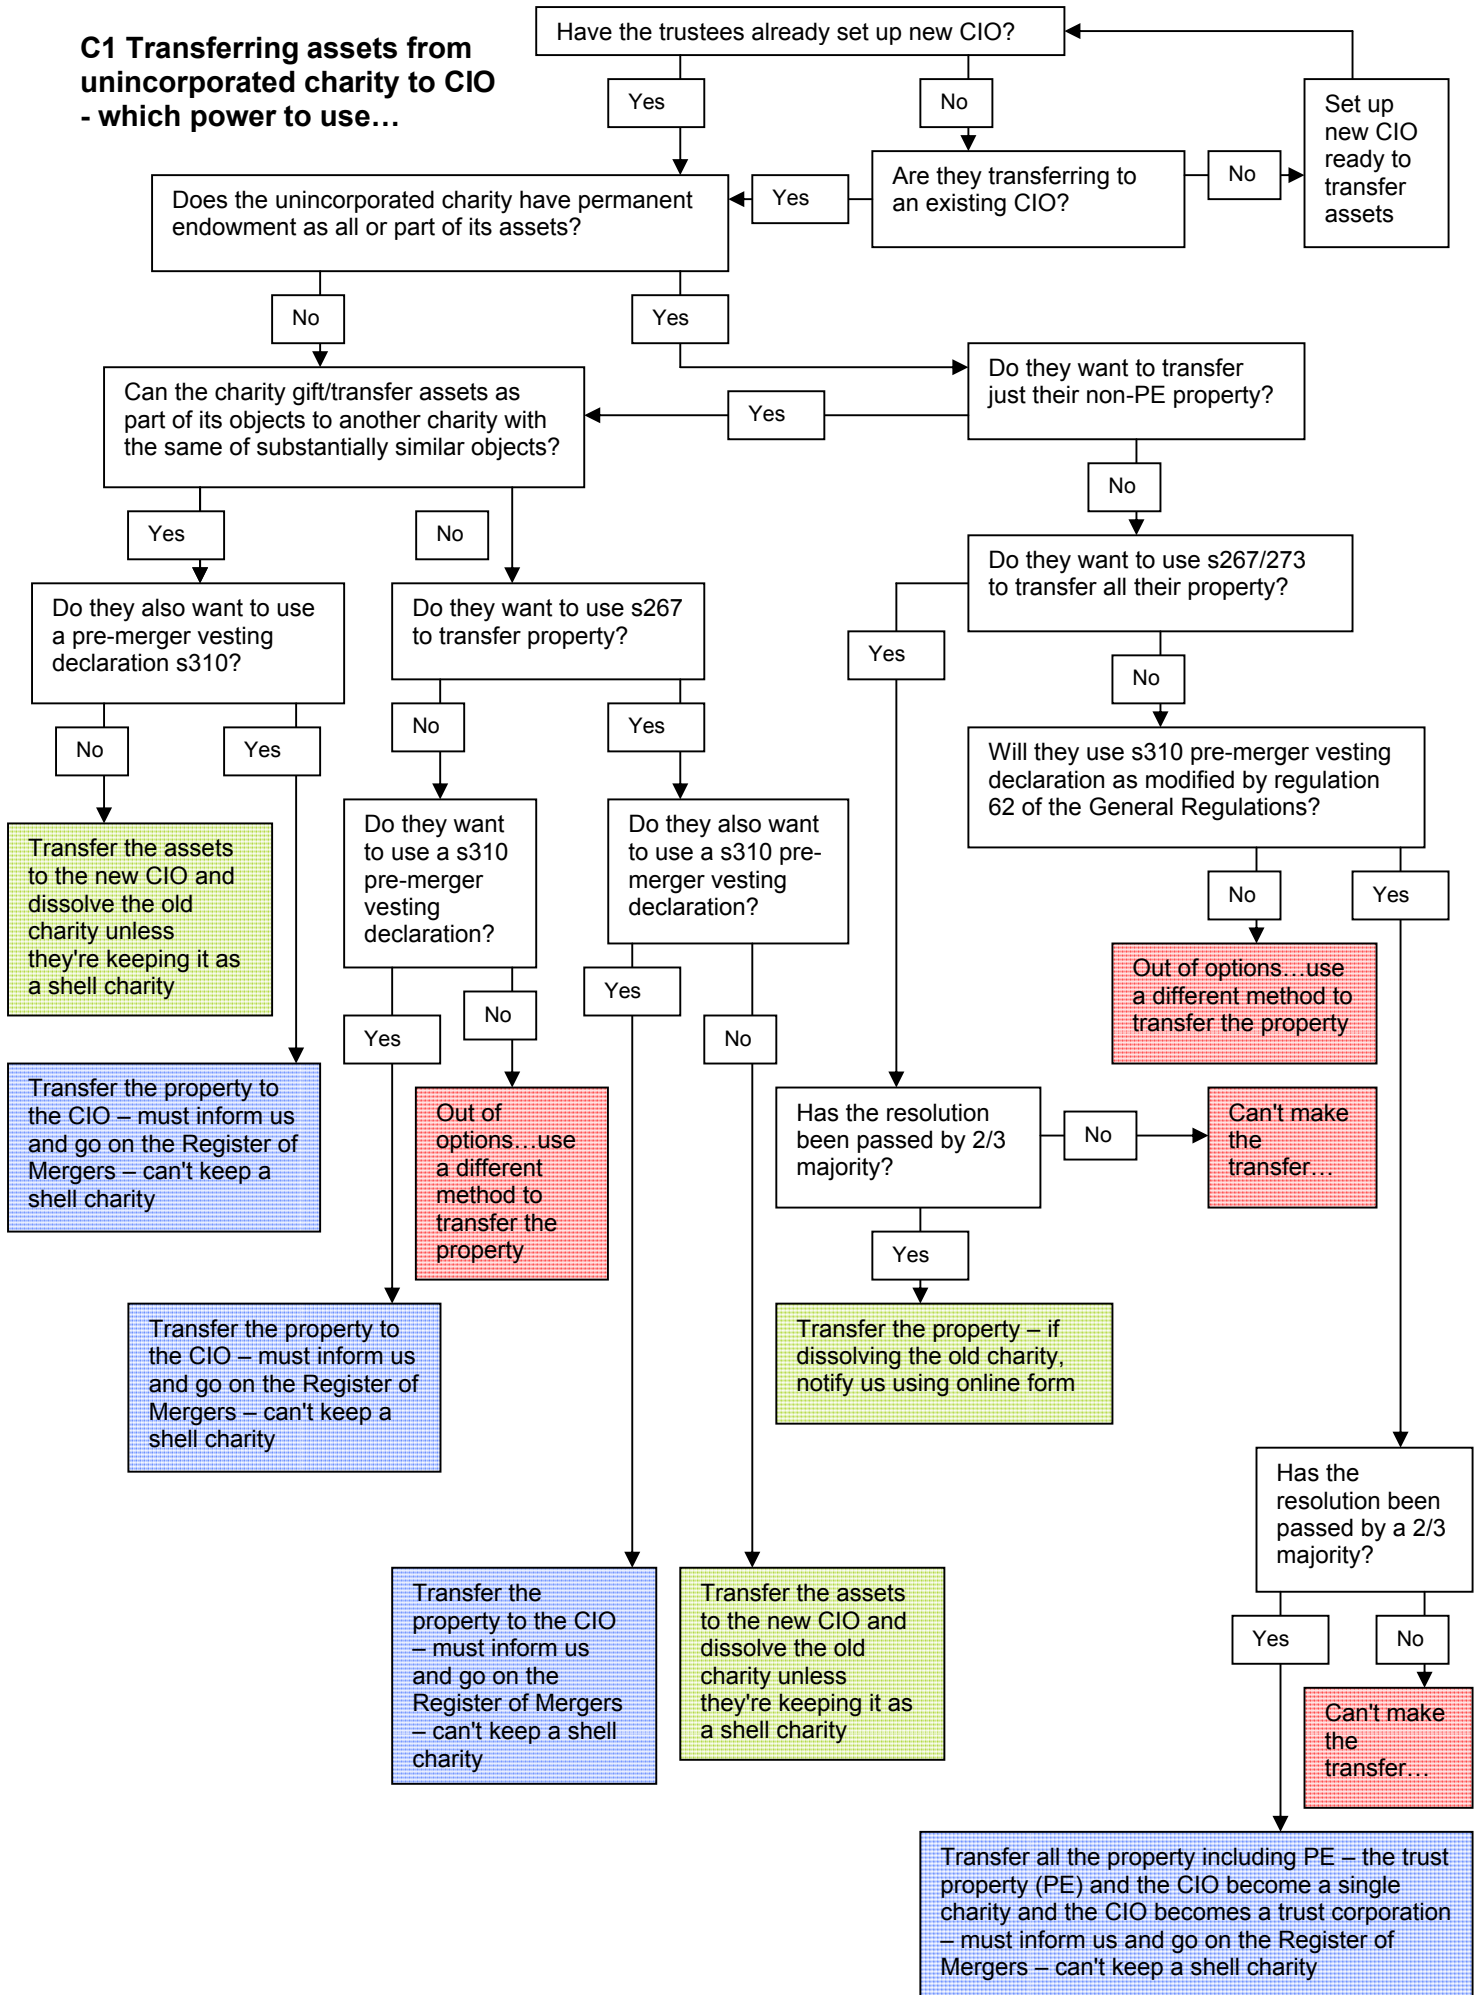 C1 Transferring assets from
unincorporated charity to CIO
- which power to use…
Have the trustees already set up new CIO?
Yes
No
Set up
new CIO
ready to
transfer
assets
Are they transferring to
an existing CIO?
No
Yes
Does the unincorporated charity have permanent
endowment as all or part of its assets?
No
Yes
Do they want to transfer
just their non-PE property?
Yes
Can the charity gift/transfer assets as
part of its objects to another charity with
the same of substantially similar objects?
No
Yes
No
Do they want to use s267/273
to transfer all their property?
Do they also want to use
a pre-merger vesting
declaration s310?
Do they want to use s267
to transfer property?
Yes
No
No
Yes
No
Yes
Will they use s310 pre-merger vesting
declaration as modified by regulation
62 of the General Regulations?
Transfer the assets
to the new CIO and
dissolve the old
charity unless
they're keeping it as
a shell charity
Do they want
to use a s310
pre-merger
vesting
declaration?
Do they also want
to use a s310 pre-
merger vesting
declaration?
No
Yes
Out of options…use
a different method to
transfer the property
Yes
No
Yes
No
Transfer the property to
the CIO – must inform us
and go on the Register of
Mergers – can't keep a
shell charity
Out of
options…use
a different
method to
transfer the
property
Has the resolution
been passed by 2/3
majority?
No
Can't make
the
transfer…
Yes
Transfer the property to
the CIO – must inform us
and go on the Register of
Mergers – can't keep a
shell charity
Transfer the property – if
dissolving the old charity,
notify us using online form
Has the
resolution been
passed by a 2/3
majority?
Transfer the
property to the CIO
– must inform us
and go on the
Register of Mergers
– can't keep a shell
charity
Transfer the assets
to the new CIO and
dissolve the old
charity unless
they're keeping it as
a shell charity
Yes
No
Can't make
the
transfer…
Transfer all the property including PE – the trust
property (PE) and the CIO become a single
charity and the CIO becomes a trust corporation
– must inform us and go on the Register of
Mergers – can't keep a shell charity